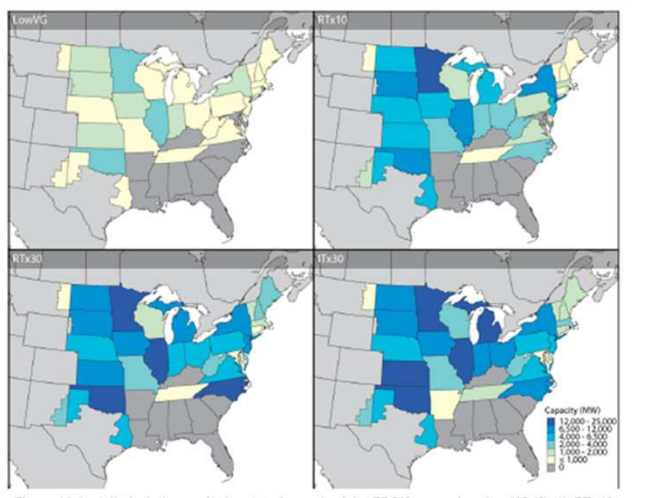 LowVG
RTx10
RTx30
ITx30
Capacity (MW)
12,000 - 25,000
6,500 - 12,000
4,000 - 6,500
2,000 - 4,000
1,000 - 2,000
≤ 1,000
0